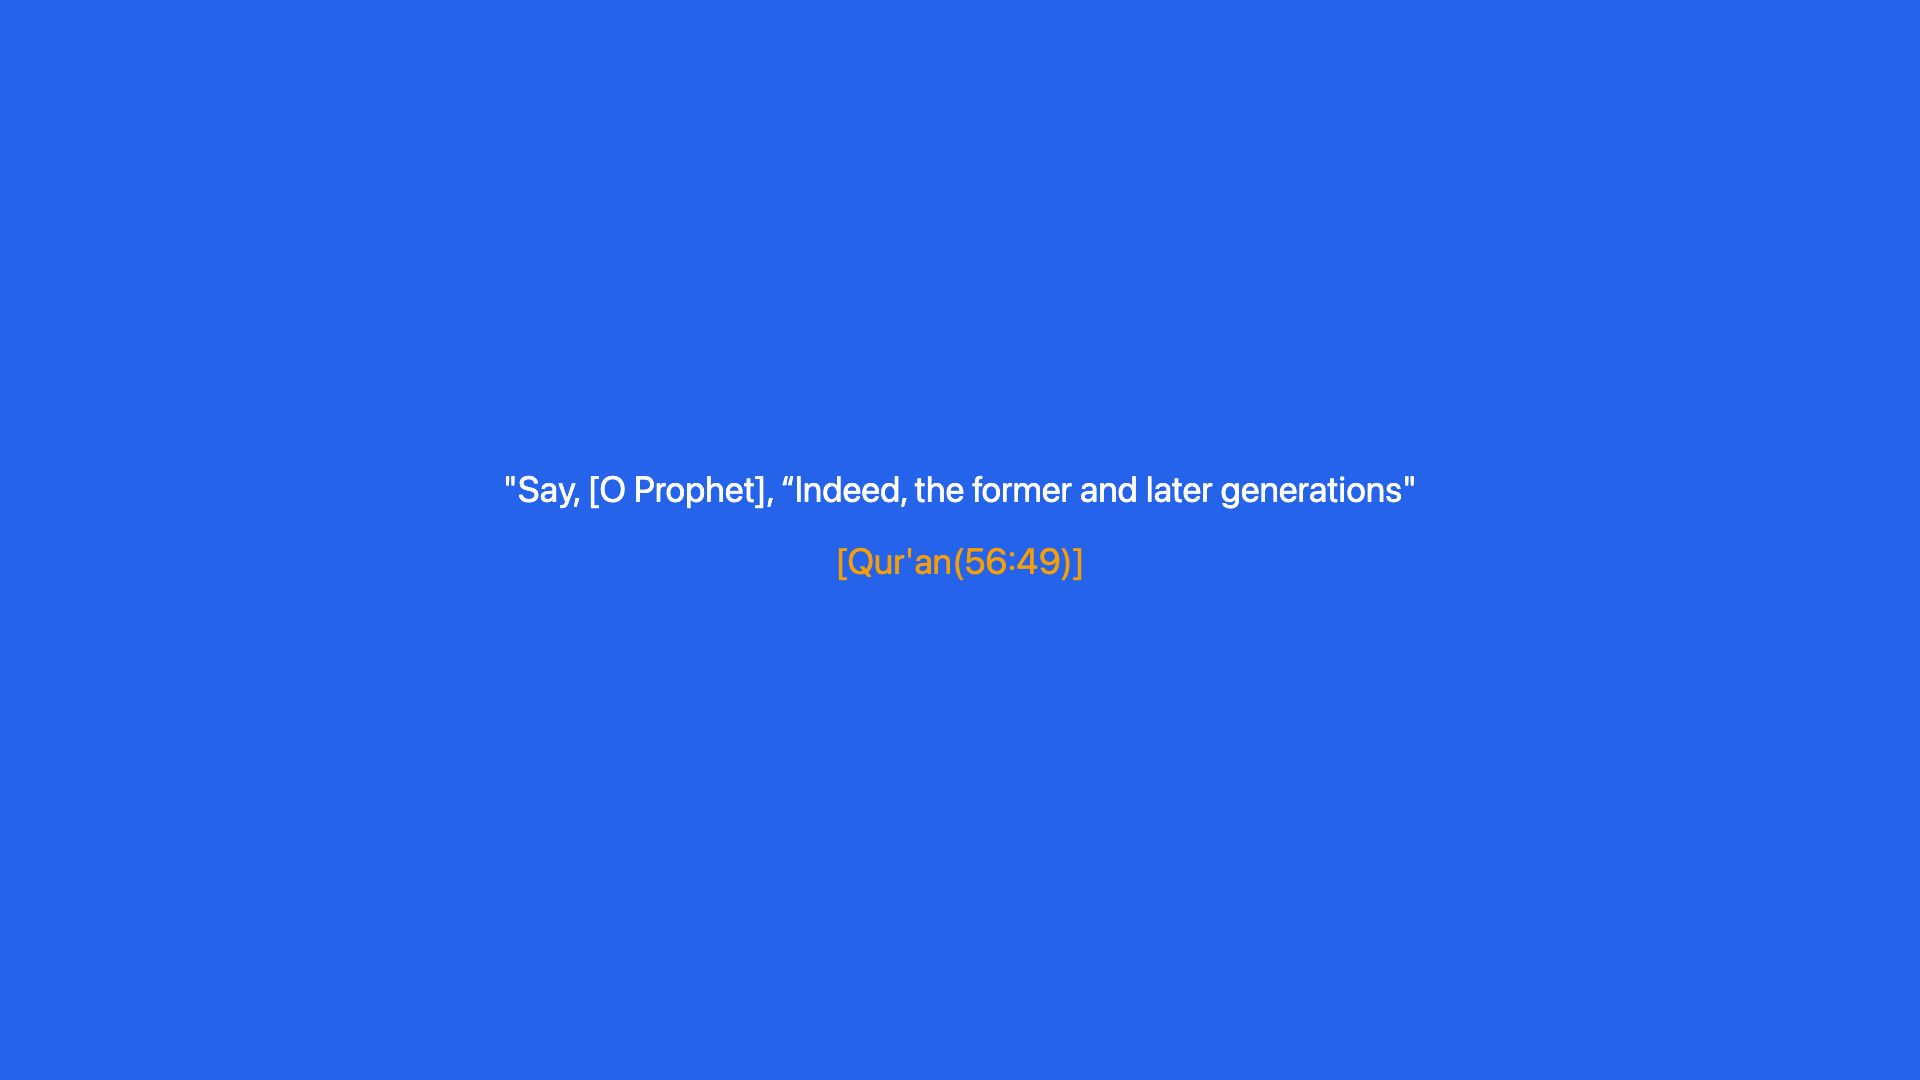 "Say, [O Prophet], “Indeed, the former and later generations"
[Qur'an(56:49)]